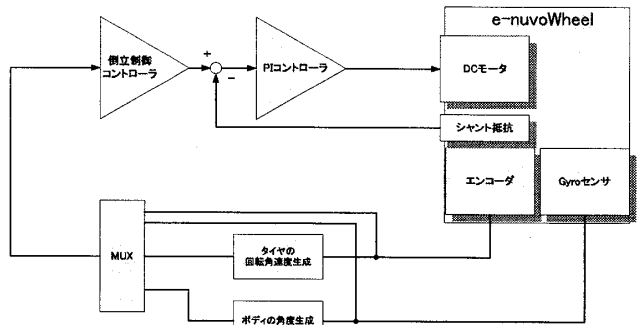 e-nuvoWheel
倒立制御
コントローラ
+
−
PIコントローラ
DCモータ
シャント抵抗
エンコーダ
Gyroセンサ
MUX
タイヤの
回転角速度生成
ボディの角度生成